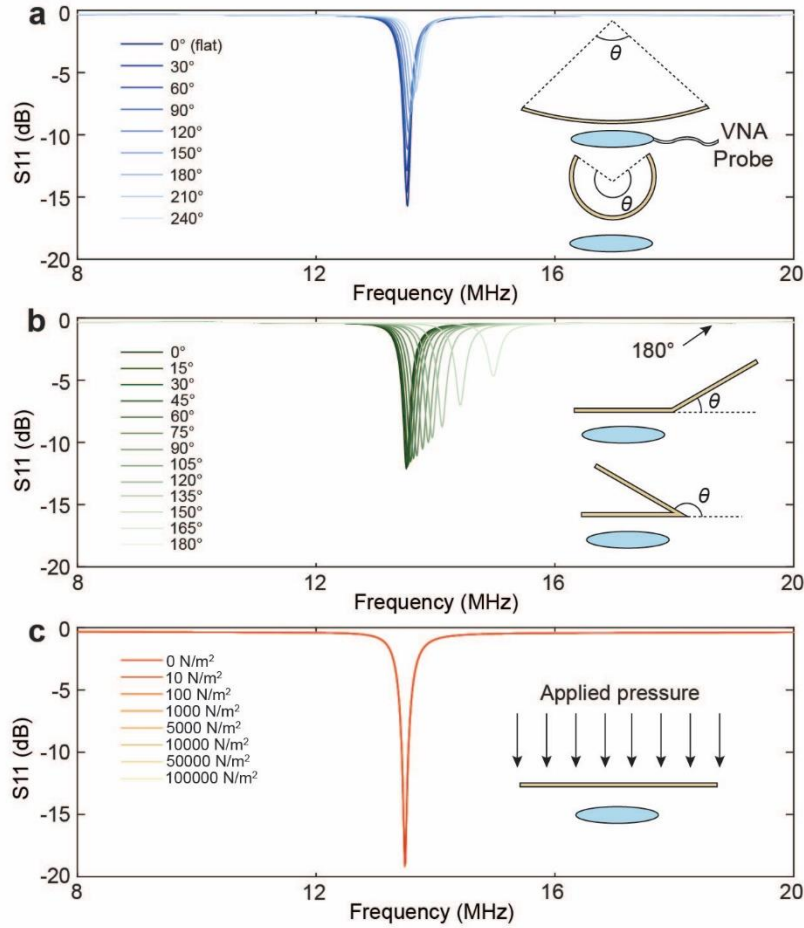 a
0
-5
-10
-15
-20
S11 (dB)
0° (flat)
30°
60°
90°
120°
150°
180°
210°
240°
θ
VNA
Probe
θ
8
12
16
20
Frequency (MHz)
b
0
-5
-10
-15
-20
S11 (dB)
0°
15°
30°
45°
60°
75°
90°
105°
120°
135°
150°
165°
180°
180°
θ
θ
8
12
16
20
Frequency (MHz)
c
0
-5
-10
-15
-20
S11 (dB)
0 N/m²
10 N/m²
100 N/m²
1000 N/m²
5000 N/m²
10000 N/m²
50000 N/m²
100000 N/m²
Applied pressure
8
12
16
20
Frequency (MHz)